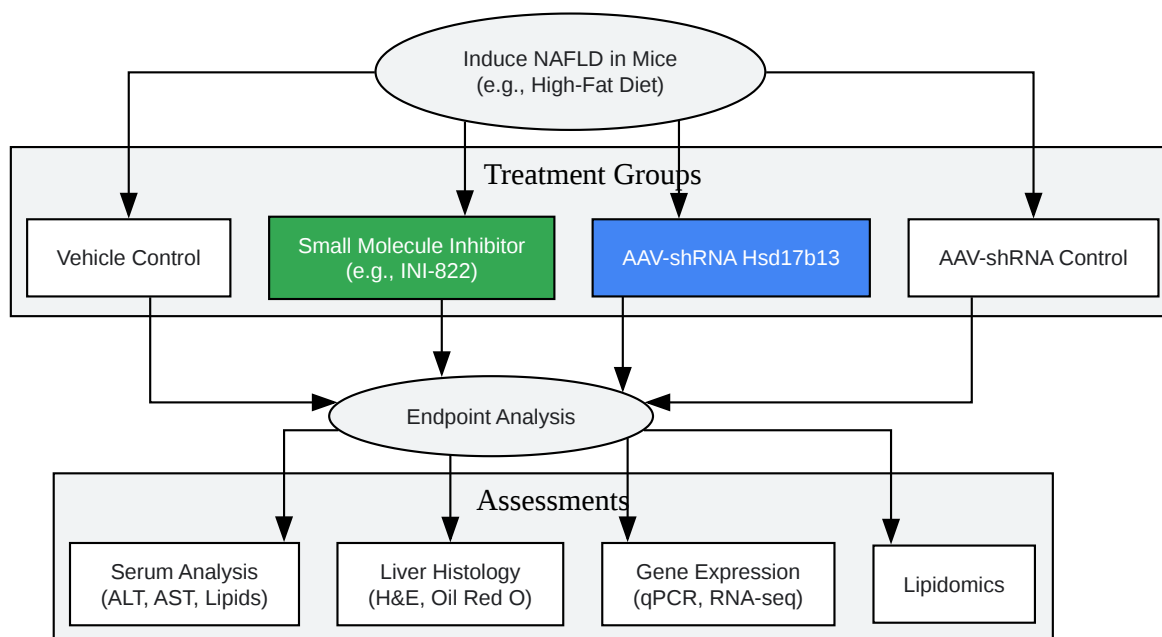 Induce NAFLD in Mice
(e.g., High-Fat Diet)
Treatment Groups
Vehicle Control
Small Molecule Inhibitor
(e.g., INI-822)
AAV-shRNA Hsd17b13
AAV-shRNA Control
Endpoint Analysis
Assessments
Serum Analysis
(ALT, AST, Lipids)
Liver Histology
(H&E, Oil Red O)
Gene Expression
(qPCR, RNA-seq)
Lipidomics